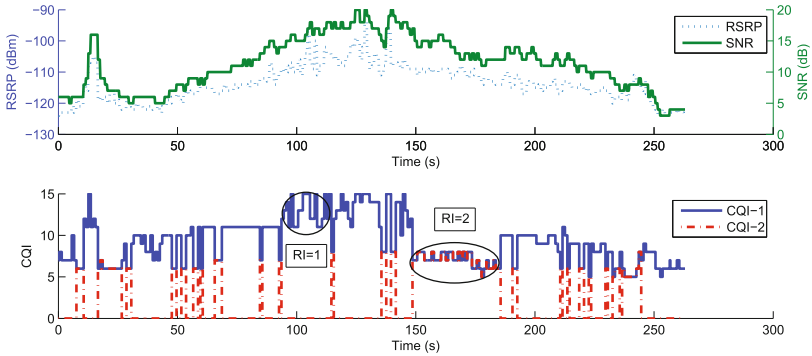 −90
−100
−110
−120
−130
RSRP (dBm)
20
15
10
5
0
SNR (dB)
RSRP
SNR
0 50 100 150 200 250 300
Time (s)
15
10
5
0
CQI
RI=1
RI=2
CQI−1
CQI−2
0 50 100 150 200 250 300
Time (s)